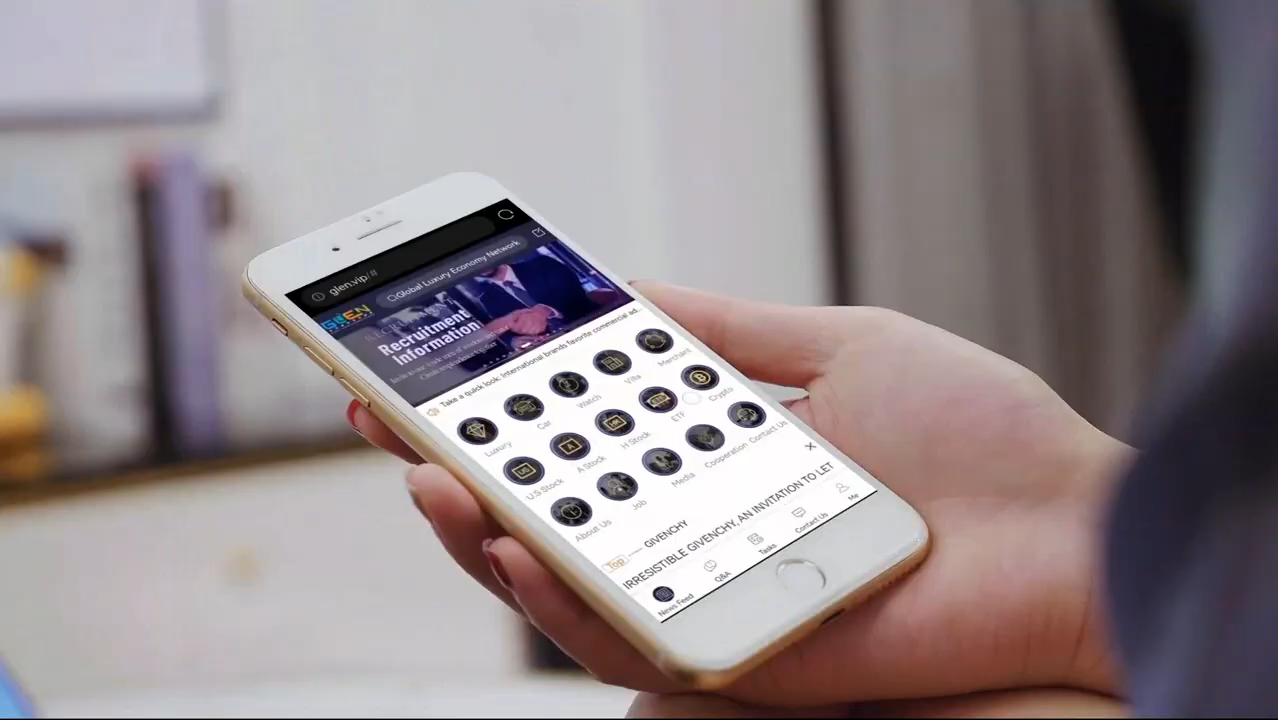 glen.vip/#
Global Luxury Economy Network
GLEN
Recruitment
Information
Take a quick look. International brands favorite commercial ad...
Luxury
Car
Watch
Villa
Merchant
U.S Stock
A Stock
H Stock
ETF
Crypto
About Us
Job
Media
Cooperation
Contact Us
Top
GIVENCHY
IRRESISTIBLE GIVENCHY, AN INVITATION TO LET
News Feed
Q&A
Tasks
Contact Us
Me